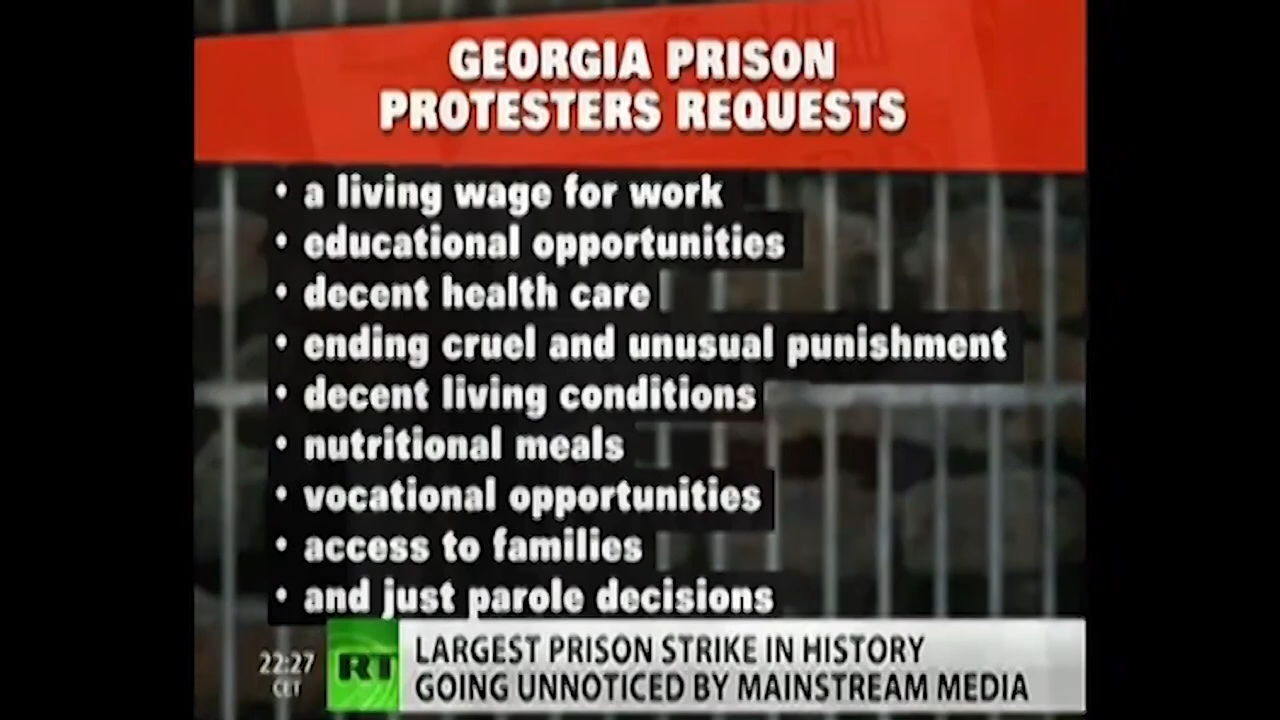 GEORGIA PRISON
PROTESTERS REQUESTS
• a living wage for work
• educational opportunities
• decent health care
• ending cruel and unusual punishment
• decent living conditions
• nutritional meals
• vocational opportunities
• access to families
• and just parole decisions
22:27
CET
RT
LARGEST PRISON STRIKE IN HISTORY
GOING UNNOTICED BY MAINSTREAM MEDIA